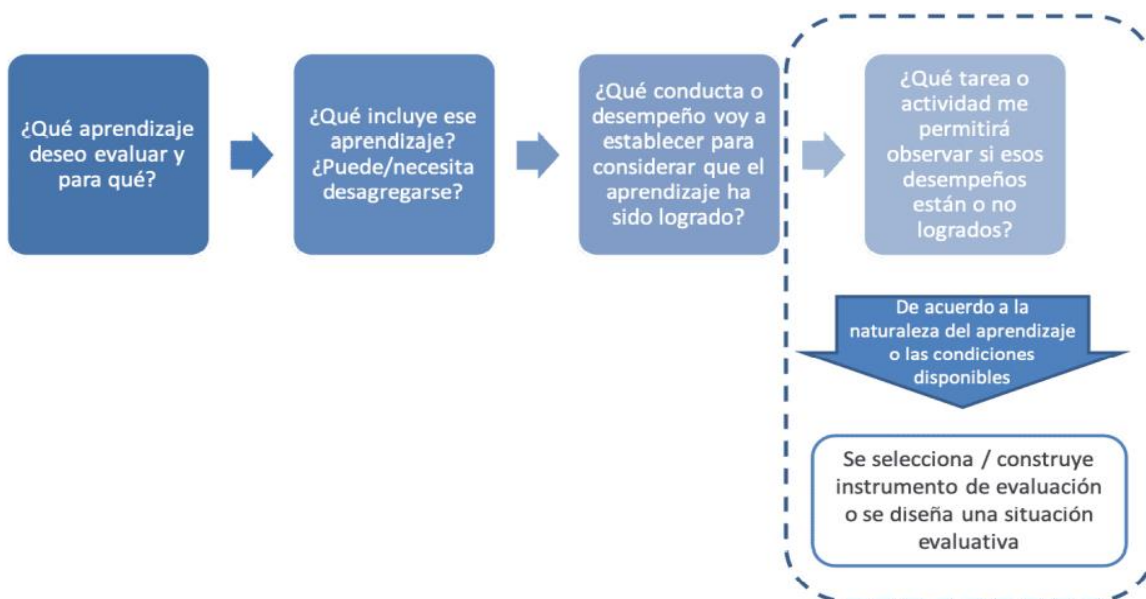 ¿Qué aprendizaje
deseo evaluar y
para qué?
¿Qué incluye ese
aprendizaje?
¿Puede/necesita
desagregarse?
¿Qué conducta o
desempeño voy a
establecer para
considerar que el
aprendizaje ha
sido logrado?
¿Qué tarea o
actividad me
permitirá
observar si esos
desempeños
están o no
logrados?
De acuerdo a la
naturaleza del aprendizaje
o las condiciones
disponibles
Se selecciona / construye
instrumento de evaluación
o se diseña una situación
evaluativa